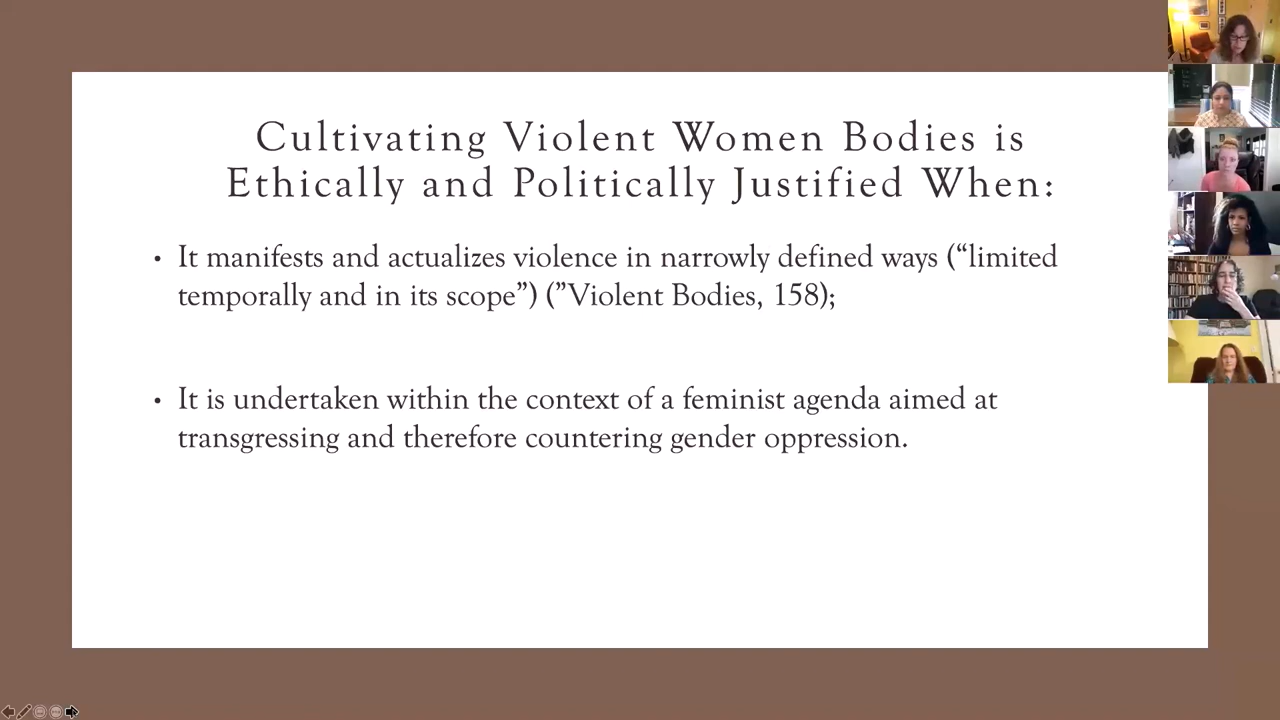 Cultivating Violent Women Bodies is
Ethically and Politically Justified When:
• It manifests and actualizes violence in narrowly defined ways (“limited
temporally and in its scope”) (”Violent Bodies, 158);
• It is undertaken within the context of a feminist agenda aimed at
transgressing and therefore countering gender oppression.